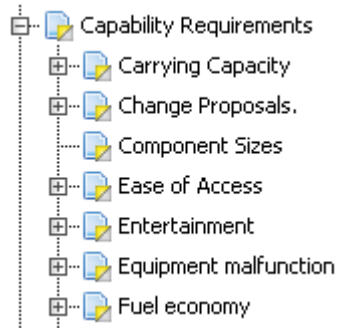 Capability Requirements
Carrying Capacity
Change Proposals.
Component Sizes
Ease of Access
Entertainment
Equipment malfunction
Fuel economy